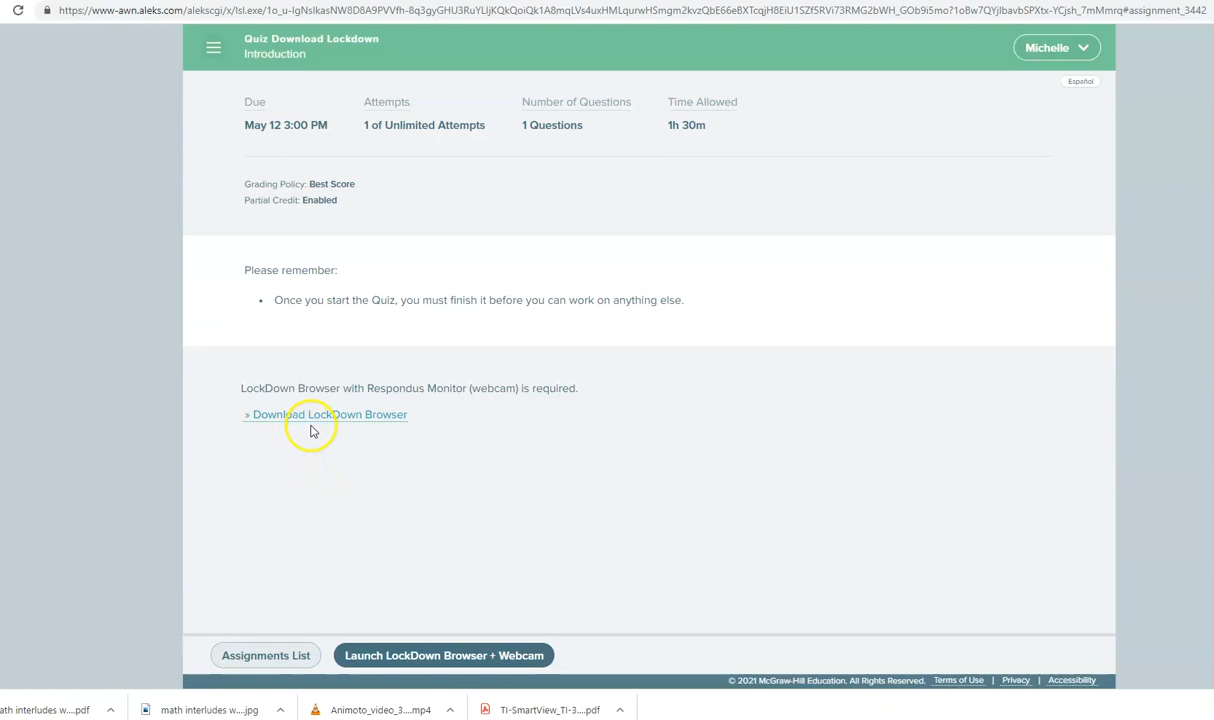 https://www-awn.aleks.com/alekscgi/x/Isl.exe/1o_u-IgNsIkasNW8D8A9PVVfh-8q3gyGHU3RuYLIjKQkQoiQk1A8mqLVs4uxHMLqurwHSmgm2kvzQbE66eBXTcqjH8EiU1SZf5RVi73RMG2bWH_GOb9i5mo?1oBw7QYjIbavbSPXtx-YCjsh_7mMmrq#assignment_3442
Quiz Download Lockdown
Introduction
Michelle
Español
Due Attempts Number of Questions Time Allowed
May 12 3:00 PM 1 of Unlimited Attempts 1 Questions 1h 30m
Grading Policy: Best Score
Partial Credit: Enabled
Please remember:
• Once you start the Quiz, you must finish it before you can work on anything else.
LockDown Browser with Respondus Monitor (webcam) is required.
» Download LockDown Browser
Assignments List Launch LockDown Browser + Webcam
© 2021 McGraw-Hill Education. All Rights Reserved. Terms of Use | Privacy | Accessibility
ath interludes w....pdf math interludes w....jpg Animoto_video_3....mp4 TI-SmartView_TI-3....pdf